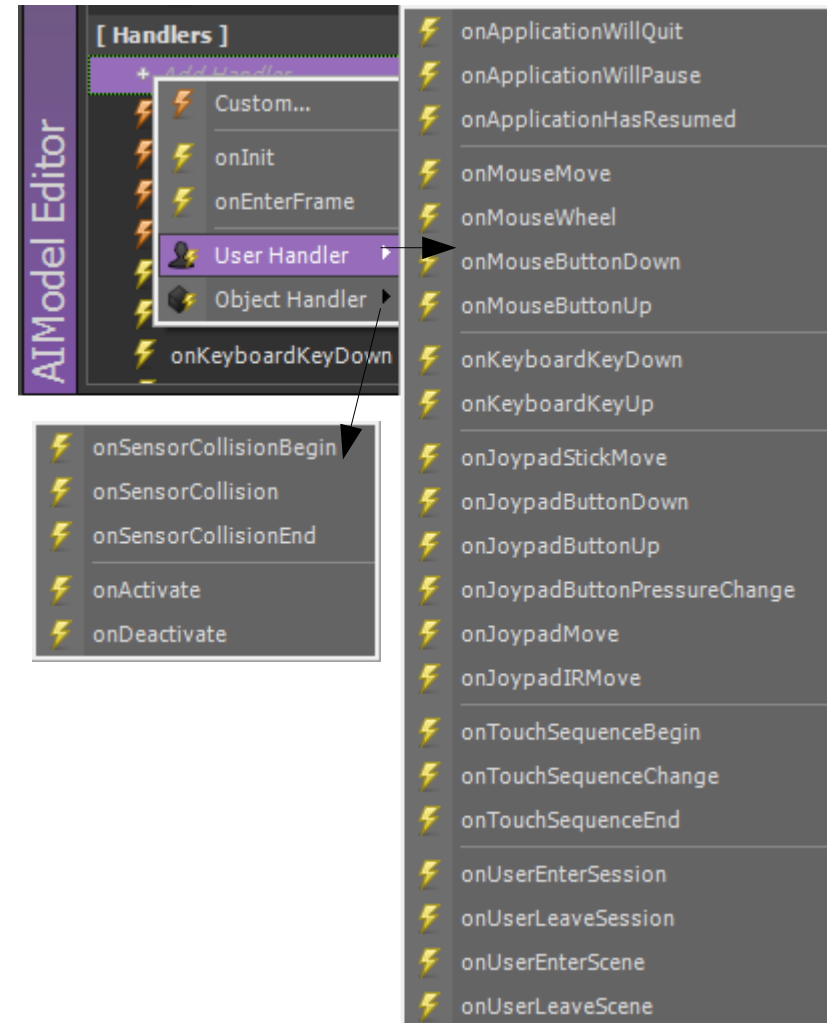 AIModel Editor
[ Handlers ]
+ Add Handler
Custom...
onInit
onEnterFrame
User Handler
Object Handler
onKeyboardKeyDown
onSensorCollisionBegin
onSensorCollision
onSensorCollisionEnd
onActivate
onDeactivate
onApplicationWillQuit
onApplicationWillPause
onApplicationHasResumed
onMouseMove
onMouseWheel
onMouseButtonDown
onMouseButtonUp
onKeyboardKeyDown
onKeyboardKeyUp
onJoypadStickMove
onJoypadButtonDown
onJoypadButtonUp
onJoypadButtonPressureChange
onJoypadMove
onJoypadIRMove
onTouchSequenceBegin
onTouchSequenceChange
onTouchSequenceEnd
onUserEnterSession
onUserLeaveSession
onUserEnterScene
onUserLeaveScene